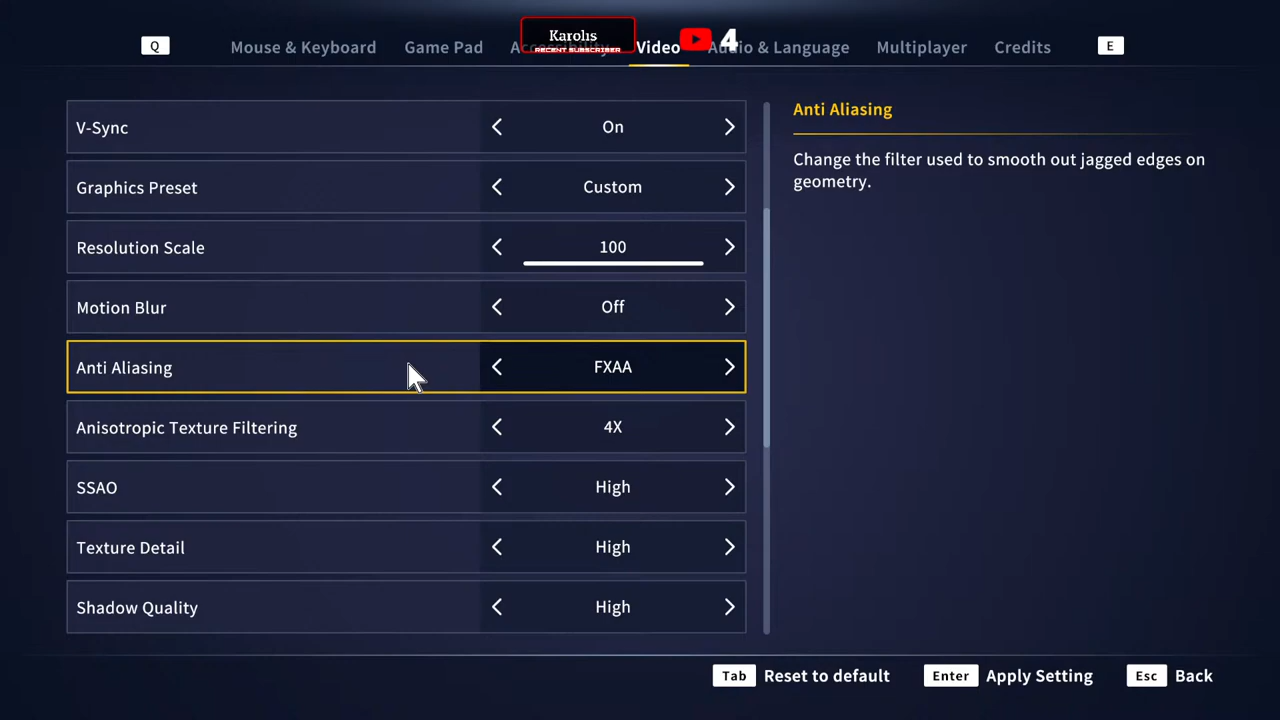 Q
Mouse & Keyboard
Game Pad
Accessibility
Video
Audio & Language
Multiplayer
Credits
E
Karolis
RECENT SUBSCRIBER
4
V-Sync
On
Graphics Preset
Custom
Resolution Scale
100
Motion Blur
Off
Anti Aliasing
FXAA
Anisotropic Texture Filtering
4X
SSAO
High
Texture Detail
High
Shadow Quality
High
Anti Aliasing
Change the filter used to smooth out jagged edges on
geometry.
Tab Reset to default
Enter Apply Setting
Esc Back